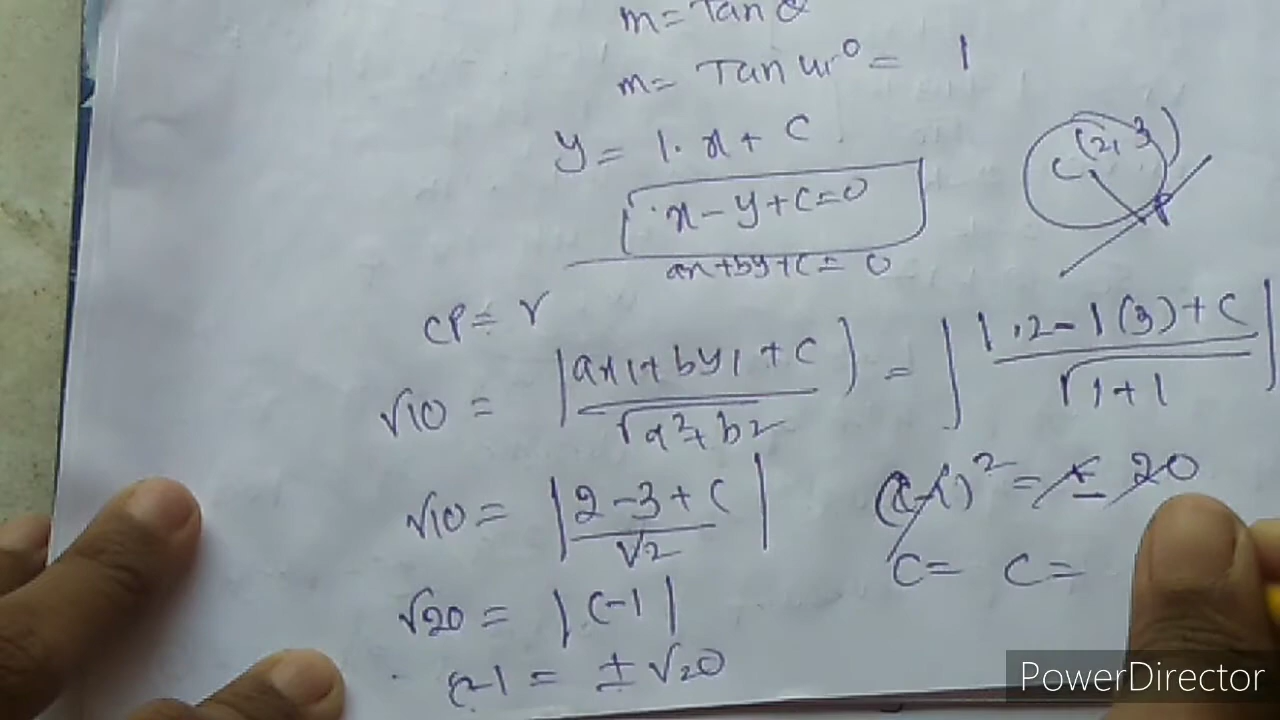 m = Tan θ
m = Tan 45° = 1
y = 1. x + c
x - y + c = 0
ax + by + c = 0
C (2, 3)
P
CP = r
√10 = |ax1 + by1 + c / √a²+b²| = |1.2 - 1(3) + c / √1+1|
√10 = |2 - 3 + c / √2|
(c-1)² = ± 20
√20 = |c-1|
c = c =
c-1 = ± √20
PowerDirector